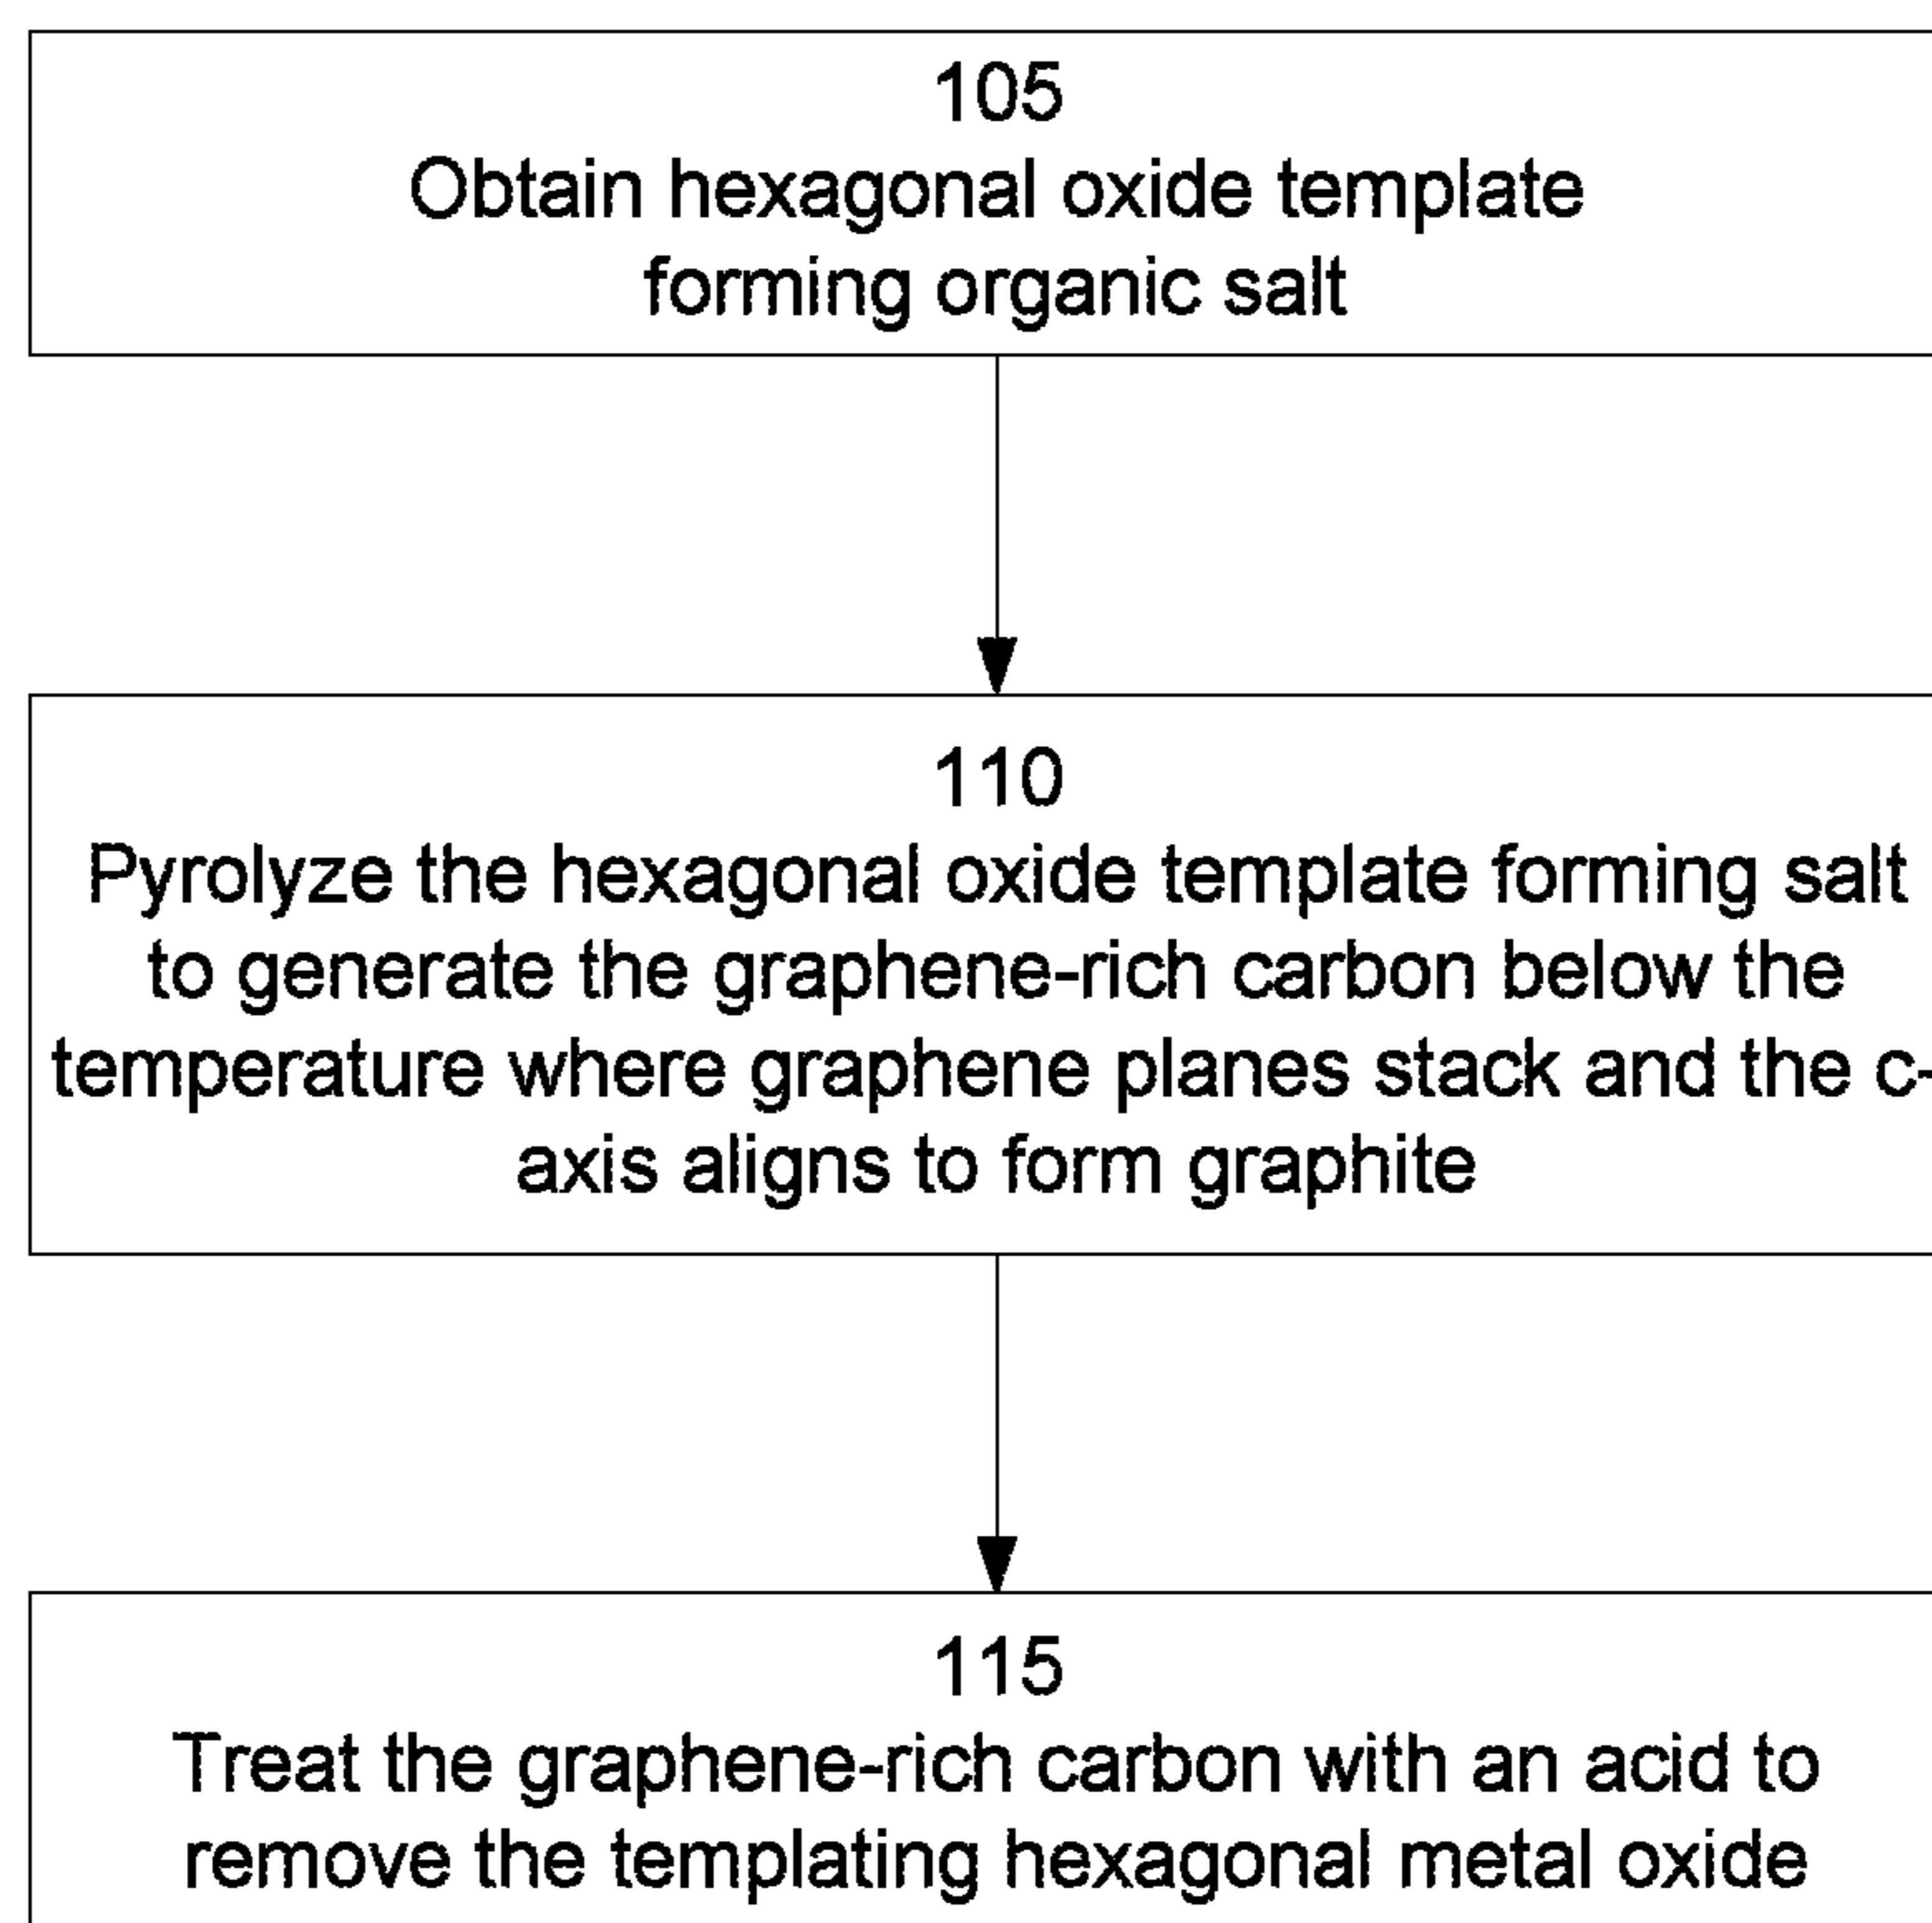 105
Obtain hexagonal oxide template
forming organic salt
110
Pyrolyze the hexagonal oxide template forming salt
to generate the graphene-rich carbon below the
temperature where graphene planes stack and the c-
axis aligns to form graphite
115
Treat the graphene-rich carbon with an acid to
remove the templating hexagonal metal oxide